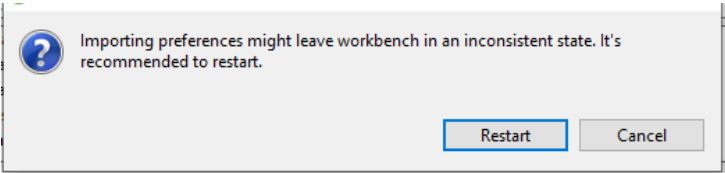 Importing preferences might leave workbench in an inconsistent state. It's
recommended to restart.
Restart
Cancel